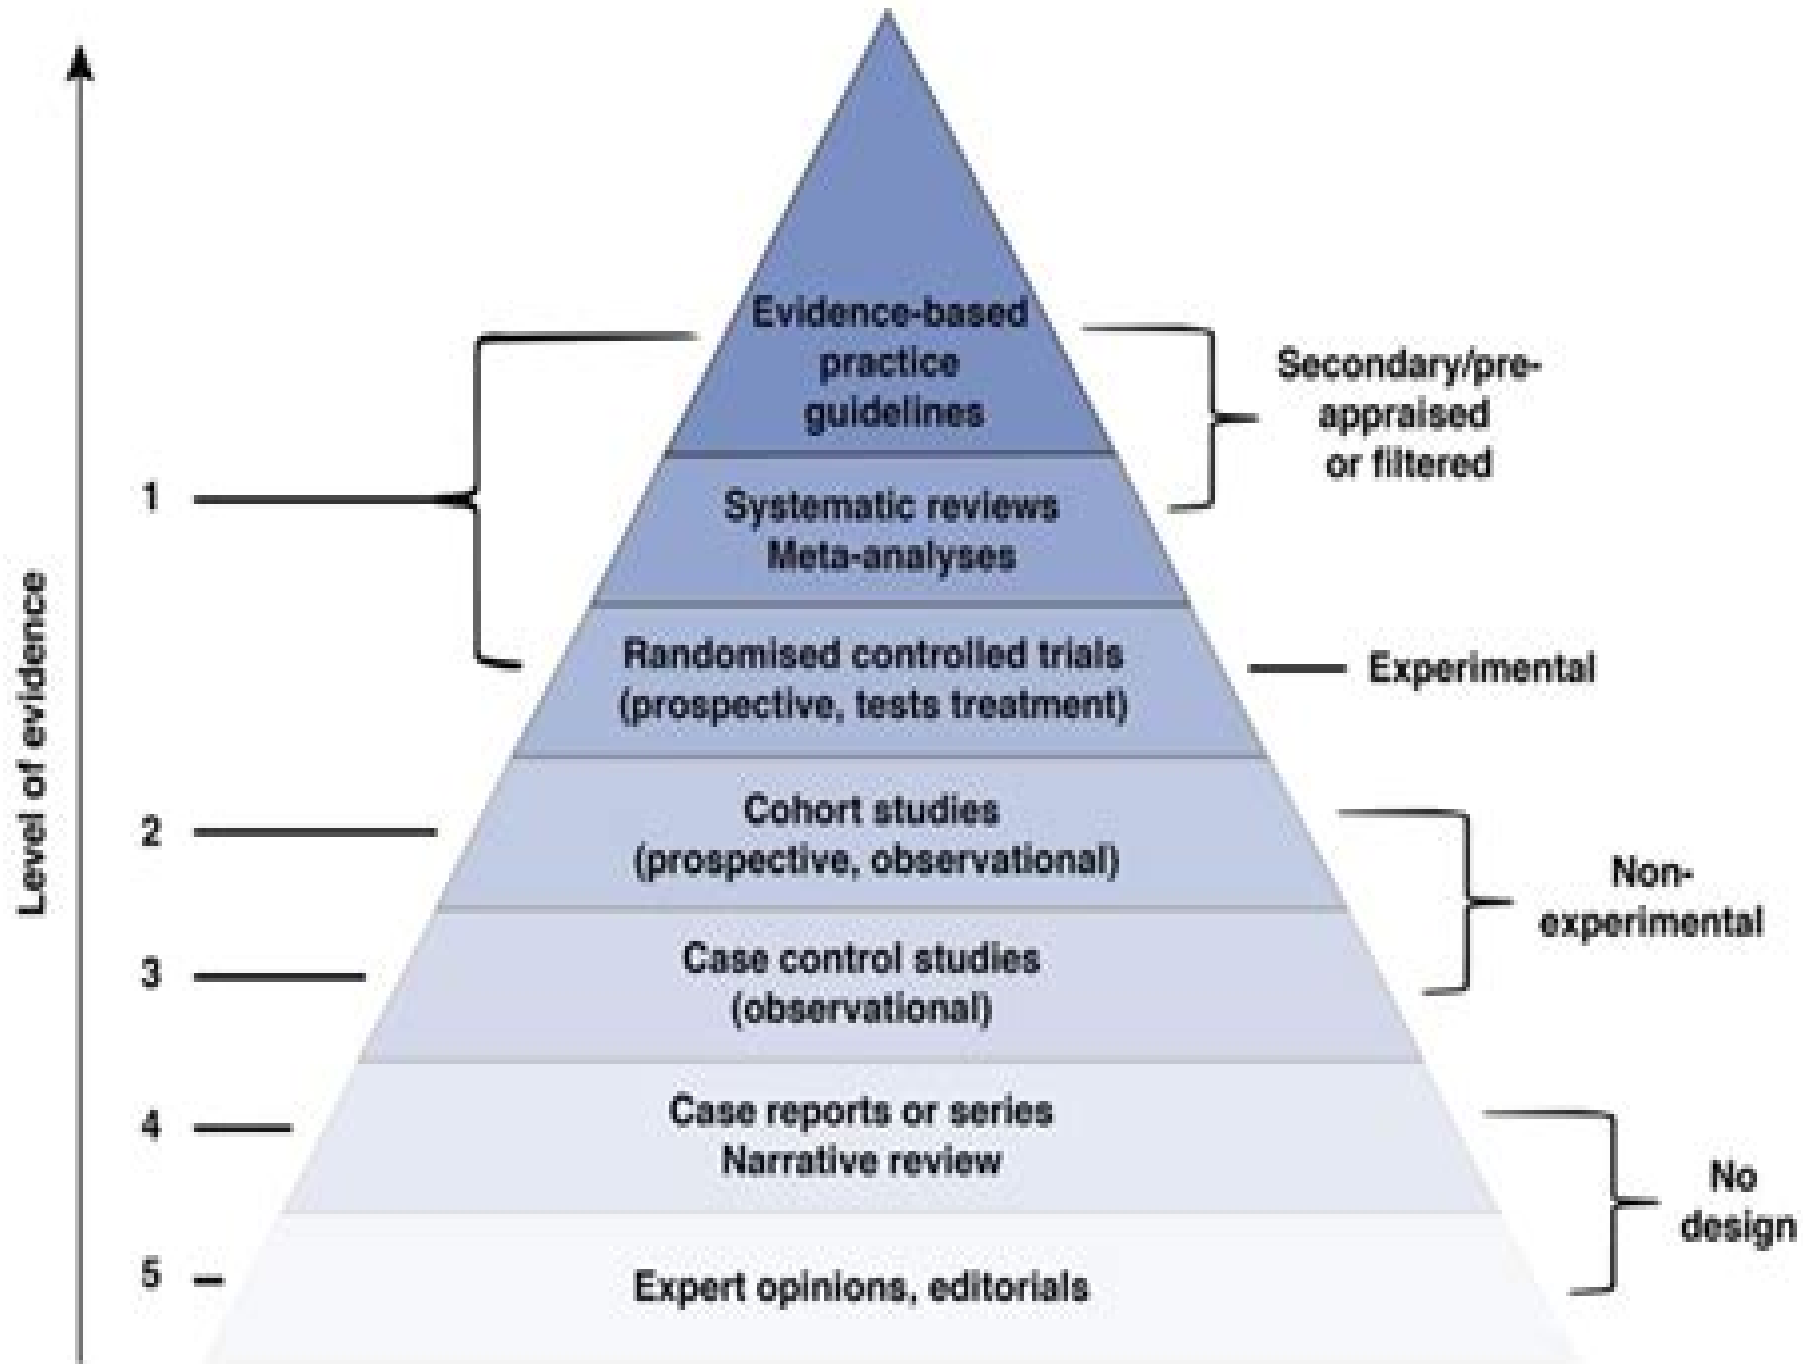 Evidence-based
practice
guidelines
Secondary/pre-
appraised
or filtered
1
Systematic reviews
Meta-analyses
Level of evidence
Randomised controlled trials
(prospective, tests treatment)
Experimental
2
Cohort studies
(prospective, observational)
Non-
experimental
3
Case control studies
(observational)
4
Case reports or series
Narrative review
No
design
5
Expert opinions, editorials